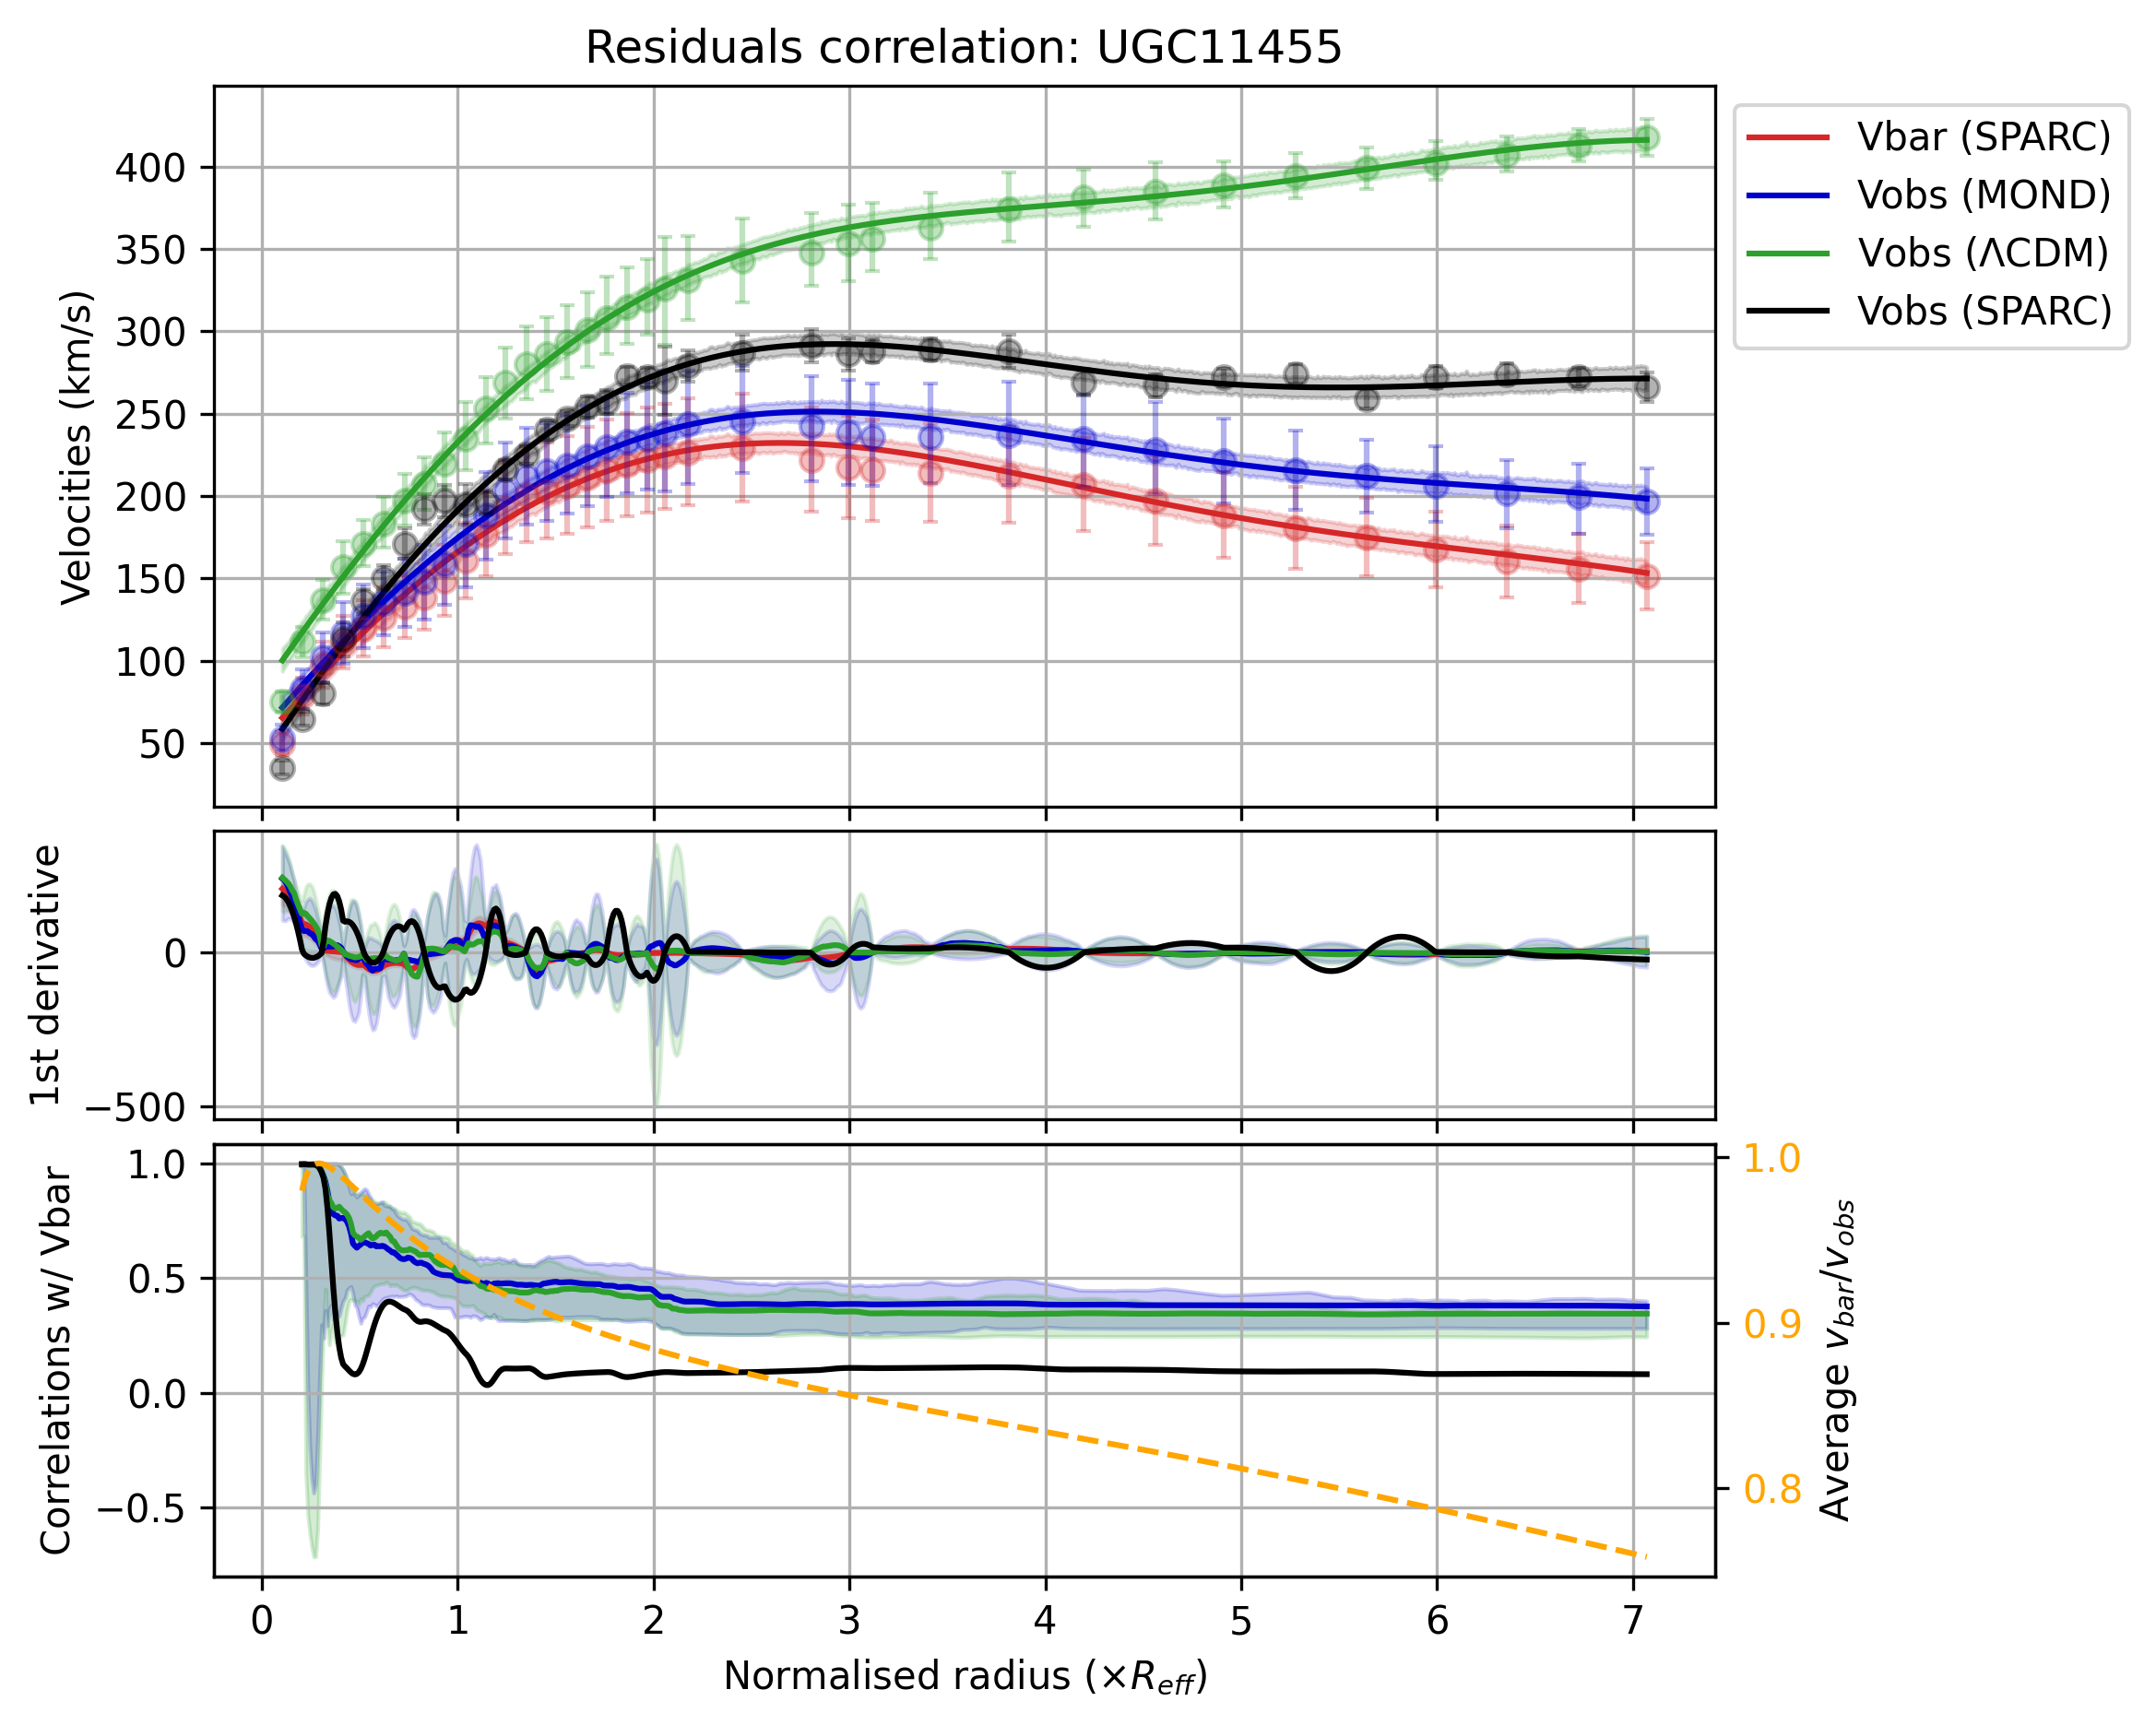 Residuals correlation: UGC11455
Velocities (km/s)
400
350
300
250
200
150
100
50
Vbar (SPARC)
Vobs (MOND)
Vobs (ΛCDM)
Vobs (SPARC)
1st derivative
0
−500
Correlations w/ Vbar
1.0
0.5
0.0
−0.5
1.0
0.9
0.8
Average v_bar/v_obs
0 1 2 3 4 5 6 7
Normalised radius (×R_eff)